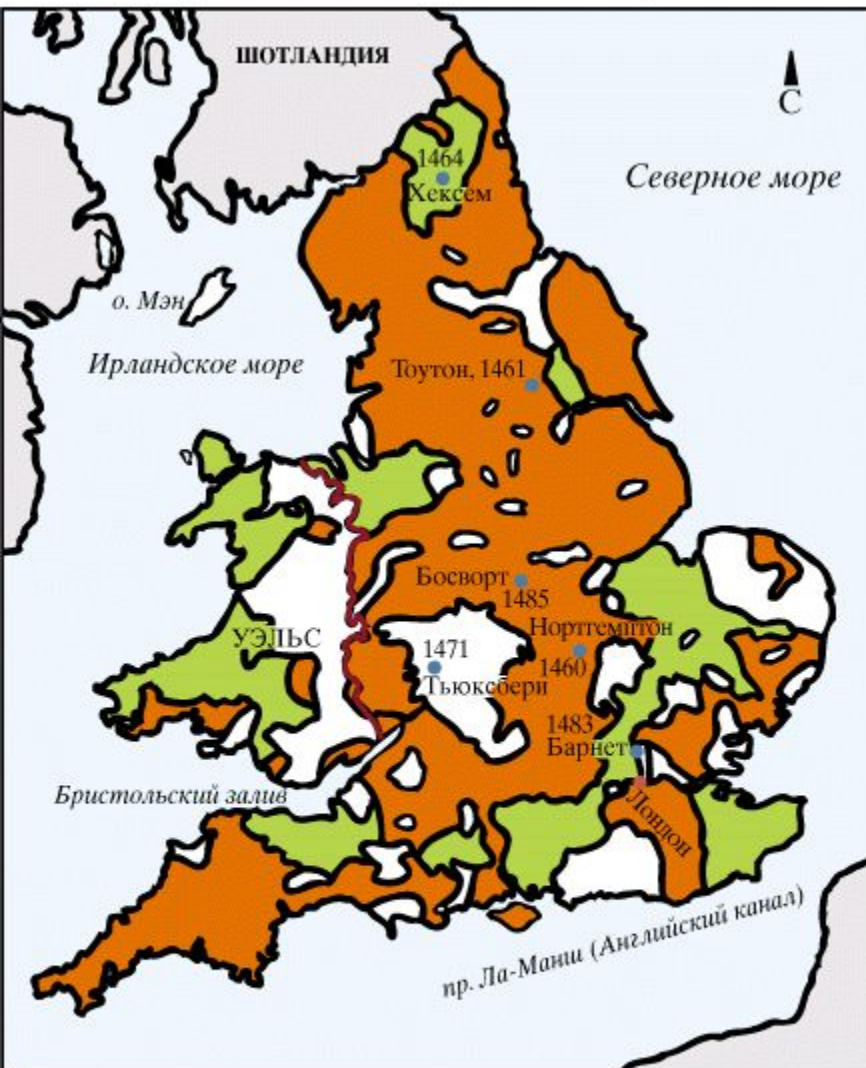 ШОТЛАНДИЯ
С
1464
Хексем
Северное море
о. Мэн
Ирландское море
Тоутон, 1461
Босворт
1485
Нортгемптон
УЭЛЬС
1471
1460
Тьюксбери
1483
Барнет
Бристольский залив
Лондон
пр. Ла-Манш (Английский канал)